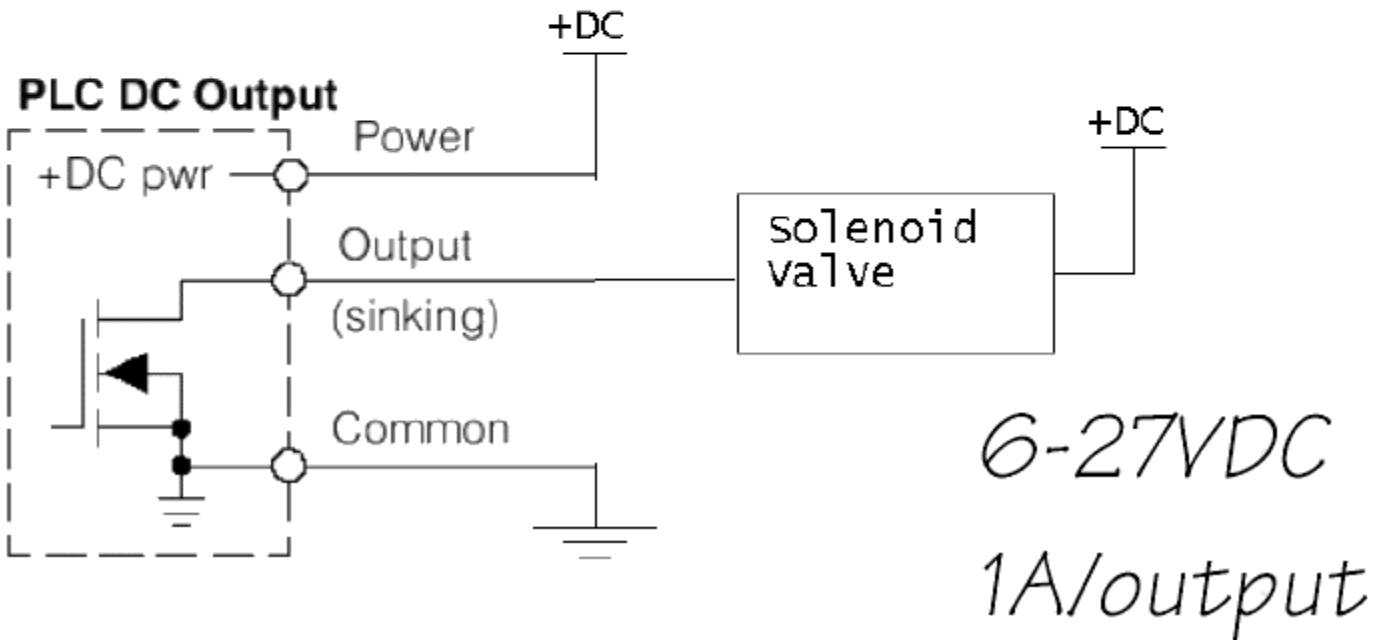 +DC
PLC DC Output
Power
+DC
+DC pwr
Solenoid
Valve
Output
(sinking)
Common
6-27VDC
1A/output